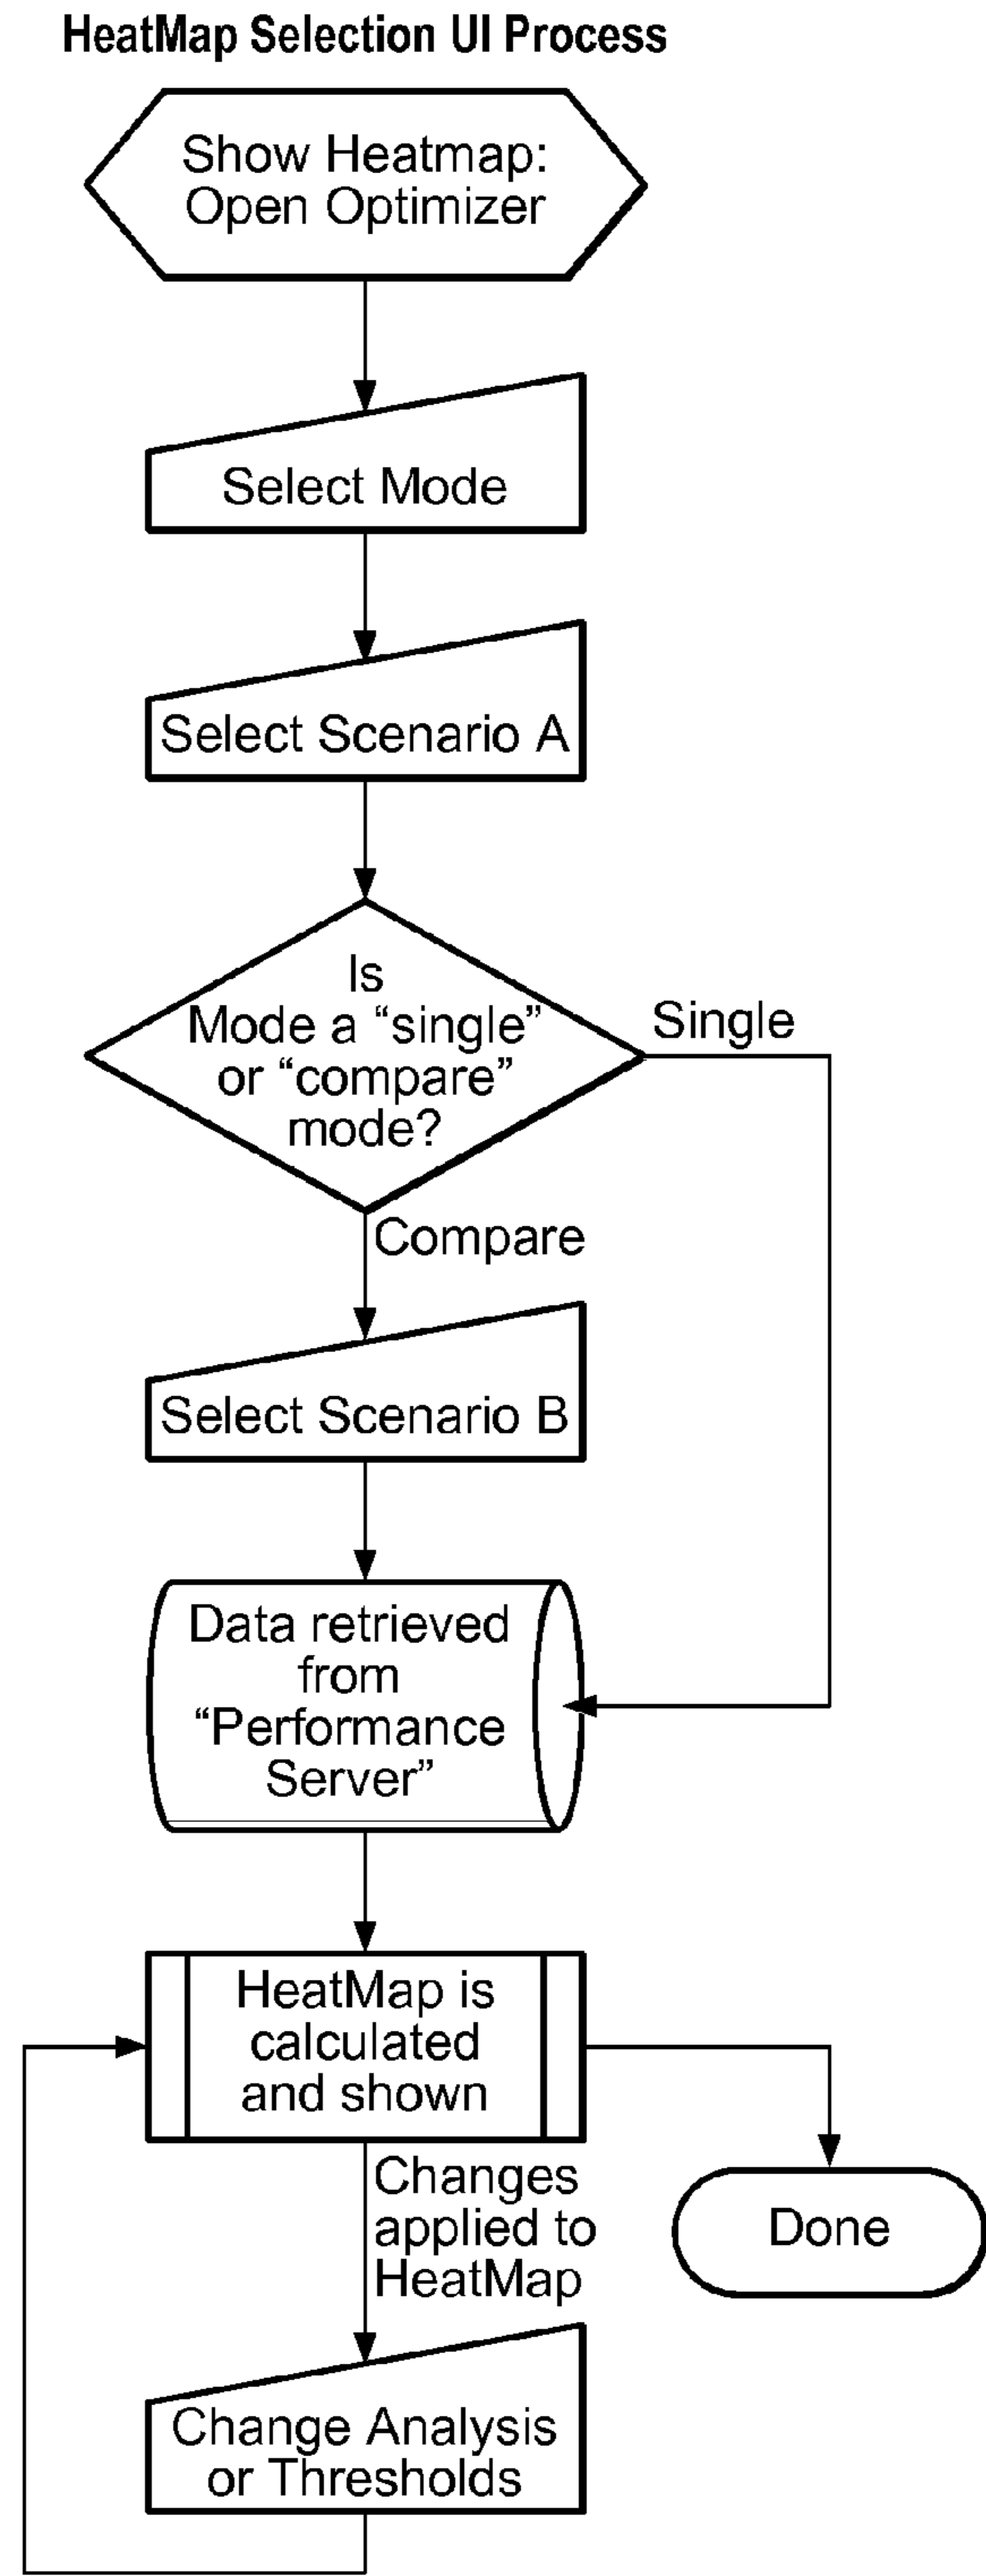 HeatMap Selection UI Process
Show Heatmap:
Open Optimizer
Select Mode
Select Scenario A
Is
Mode a “single”
or “compare”
mode?
Single
Compare
Select Scenario B
Data retrieved
from
“Performance
Server”
HeatMap is
calculated
and shown
Changes
applied to
HeatMap
Done
Change Analysis
or Thresholds